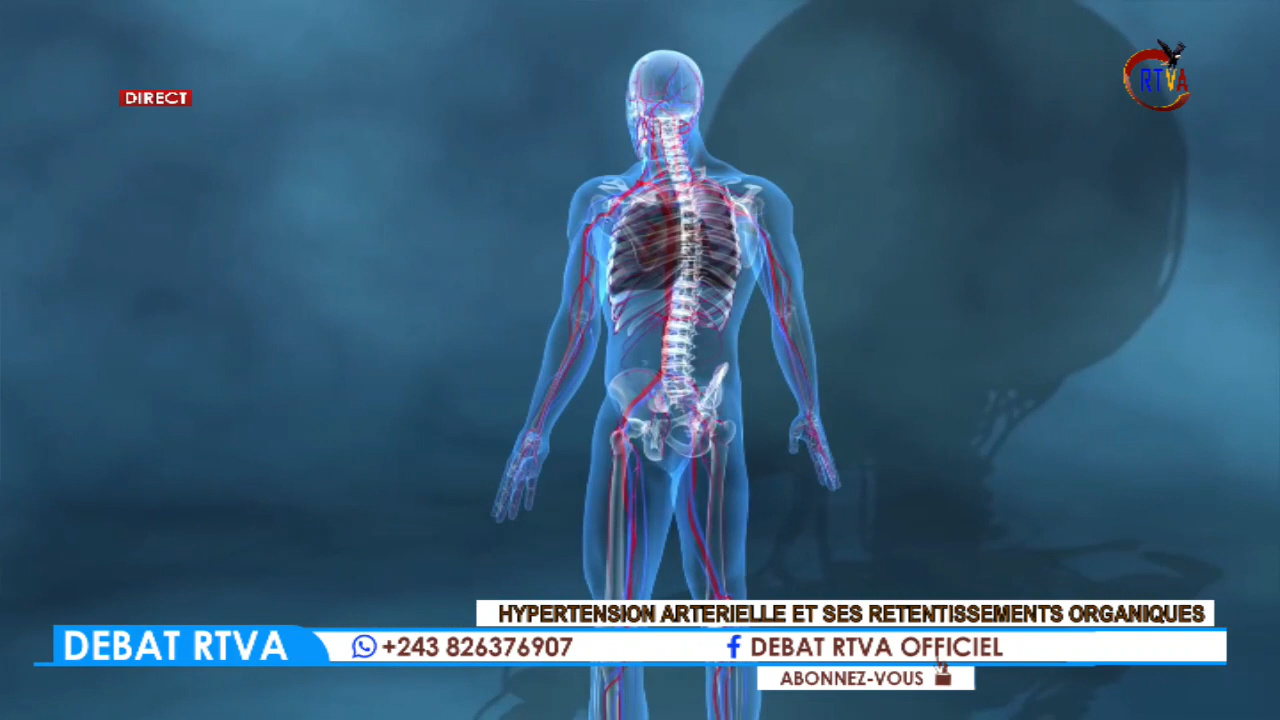 DIRECT
RTVA
HYPERTENSION ARTERIELLE ET SES RETENTISSEMENTS ORGANIQUES
DEBAT RTVA
+243 826376907
DEBAT RTVA OFFICIEL
ABONNEZ-VOUS